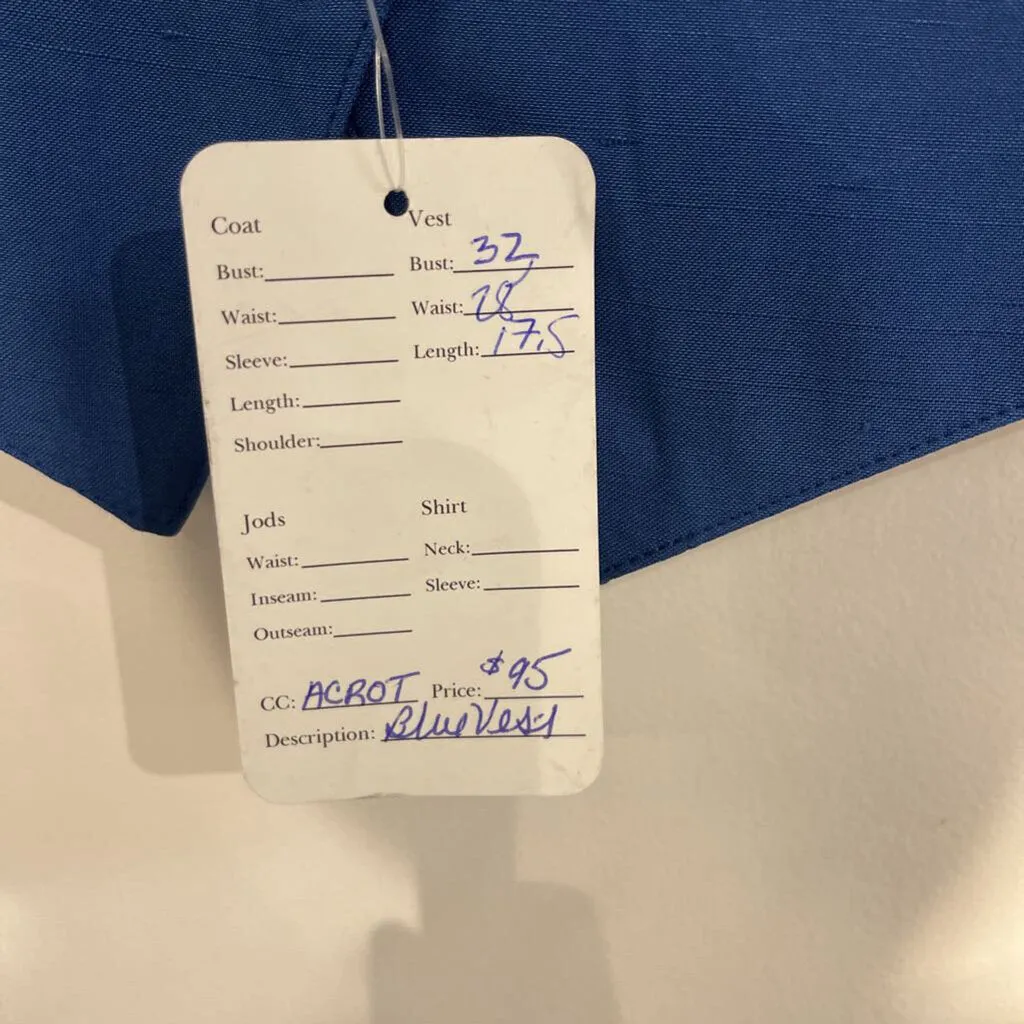 Coat
Bust:
Waist:
Sleeve:
Length:
Shoulder:
Vest
Bust: 32
Waist: 28
Length: 17.5
Jods
Waist:
Inseam:
Outseam:
Shirt
Neck:
Sleeve:
CC: ACROT Price: $95
Description: Blue Vest